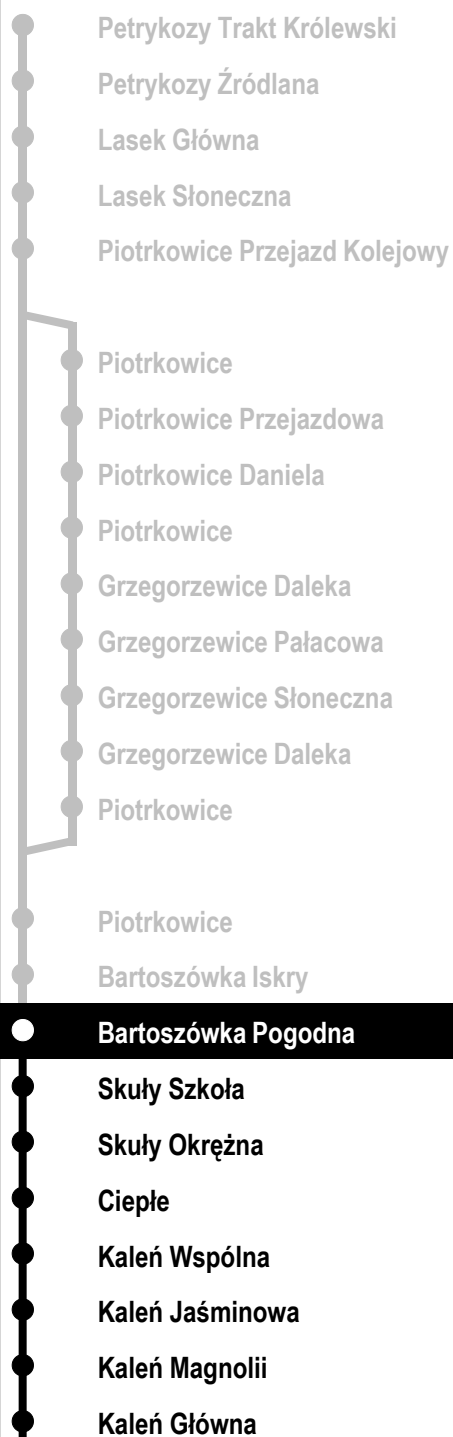 Petrykozy Trakt Królewski
Petrykozy Źródlana
Lasek Główna
Lasek Słoneczna
Piotrkowice Przejazd Kolejowy
Piotrkowice
Piotrkowice Przejazdowa
Piotrkowice Daniela
Piotrkowice
Grzegorzewice Daleka
Grzegorzewice Pałacowa
Grzegorzewice Słoneczna
Grzegorzewice Daleka
Piotrkowice
Piotrkowice
Bartoszówka Iskry
Bartoszówka Pogodna
Skuły Szkoła
Skuły Okrężna
Ciepłe
Kaleń Wspólna
Kaleń Jaśminowa
Kaleń Magnolii
Kaleń Główna